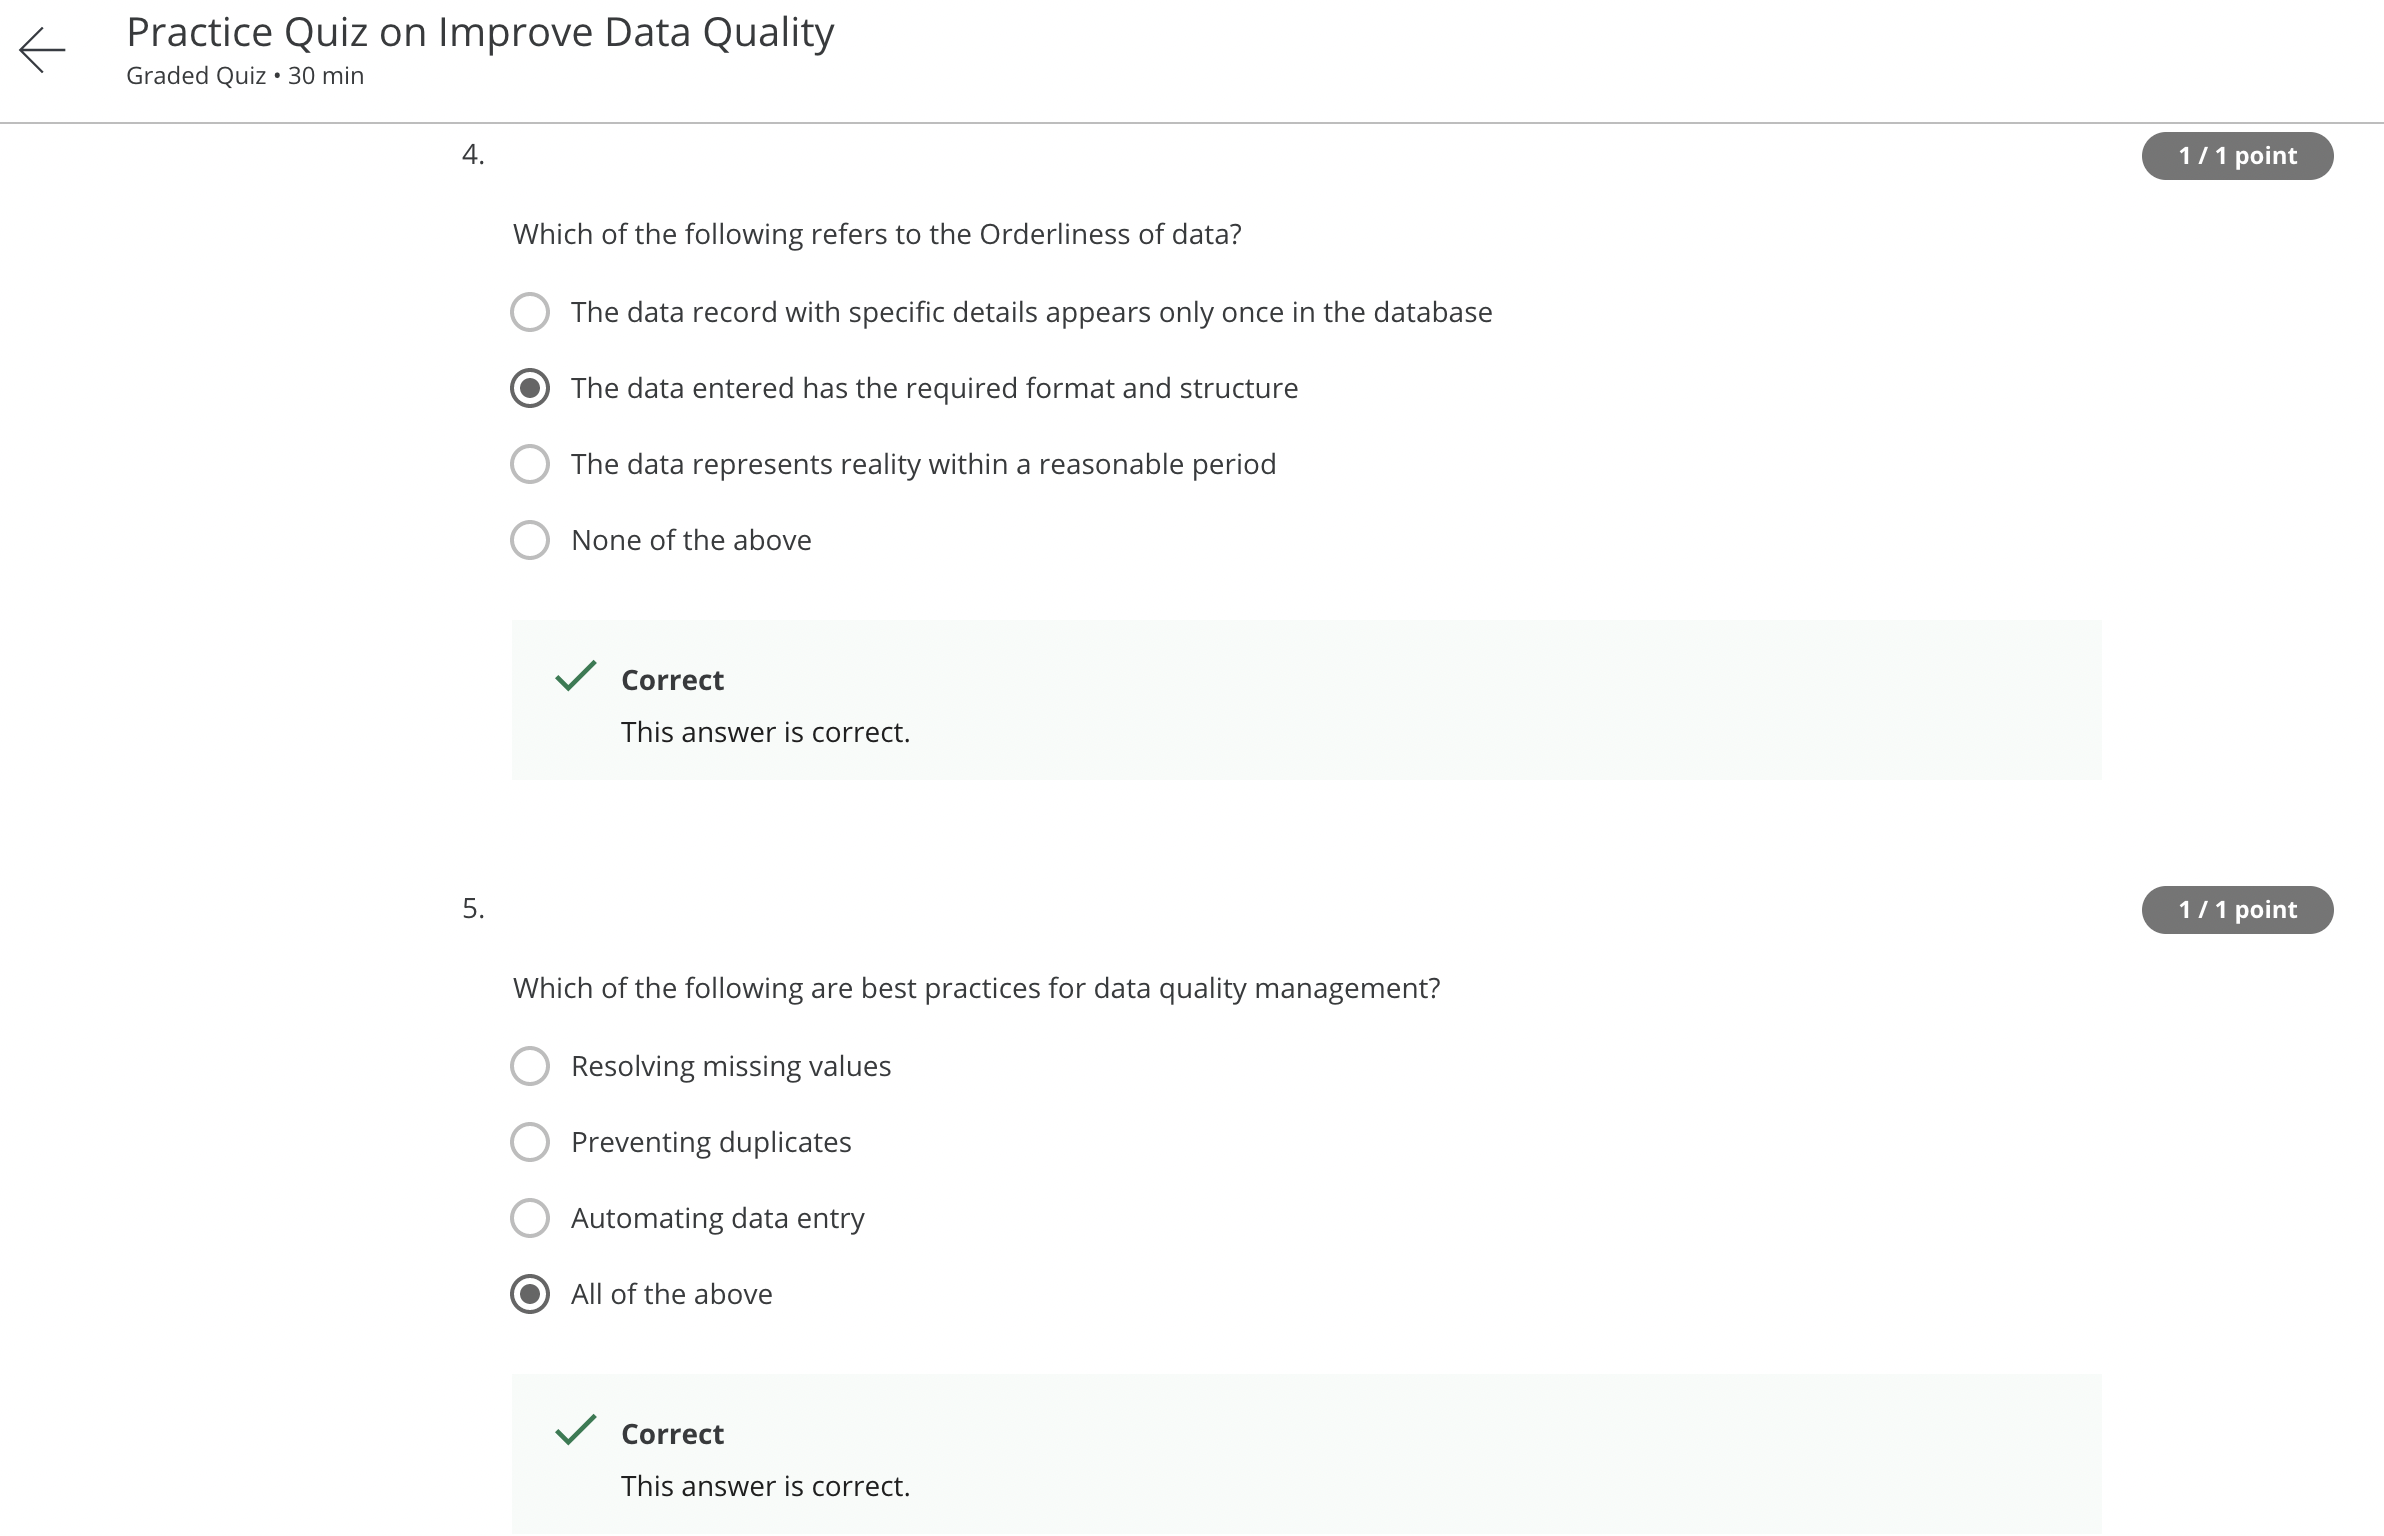 Practice Quiz on Improve Data Quality
Graded Quiz • 30 min
4.
1 / 1 point
Which of the following refers to the Orderliness of data?
The data record with specific details appears only once in the database
The data entered has the required format and structure
The data represents reality within a reasonable period
None of the above
Correct
This answer is correct.
5.
1 / 1 point
Which of the following are best practices for data quality management?
Resolving missing values
Preventing duplicates
Automating data entry
All of the above
Correct
This answer is correct.